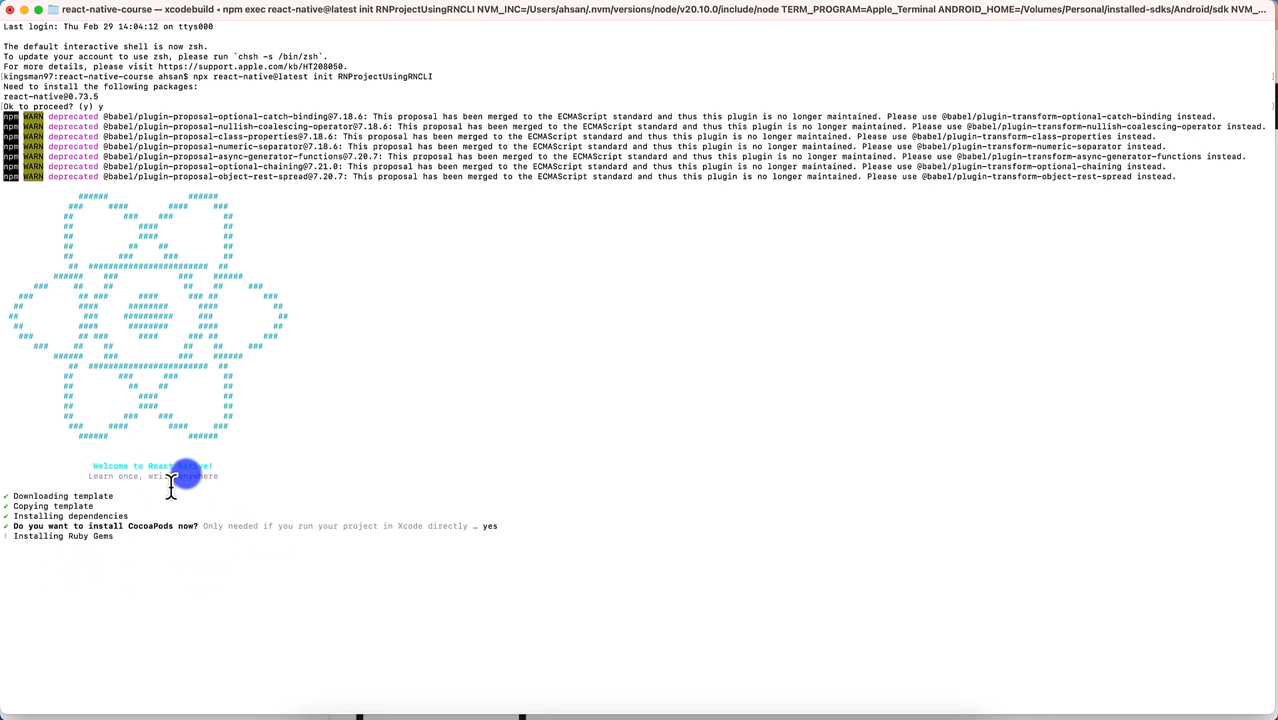 react-native-course — xcodebuild ◂ npm exec react-native@latest init RNProjectUsingRNCLI NVM_INC=/Users/ahsan/.nvm/versions/node/v20.10.0/include/node TERM_PROGRAM=Apple_Terminal ANDROID_HOME=/Volumes/Personal/installed-sdks/Android/sdk NVM_...
Last login: Thu Feb 29 14:04:12 on ttys000
The default interactive shell is now zsh.
To update your account to use zsh, please run `chsh -s /bin/zsh`.
For more details, please visit https://support.apple.com/kb/HT208050.
kingsman97:react-native-course ahsan$ npx react-native@latest init RNProjectUsingRNCLI
Need to install the following packages:
react-native@0.73.5
Ok to proceed? (y) y
npm WARN deprecated @babel/plugin-proposal-optional-catch-binding@7.18.6: This proposal has been merged to the ECMAScript standard and thus this plugin is no longer maintained. Please use @babel/plugin-transform-optional-catch-binding instead.
npm WARN deprecated @babel/plugin-proposal-nullish-coalescing-operator@7.18.6: This proposal has been merged to the ECMAScript standard and thus this plugin is no longer maintained. Please use @babel/plugin-transform-nullish-coalescing-operator instead.
npm WARN deprecated @babel/plugin-proposal-numeric-separator@7.18.6: This proposal has been merged to the ECMAScript standard and thus this plugin is no longer maintained. Please use @babel/plugin-transform-numeric-separator instead.
npm WARN deprecated @babel/plugin-proposal-class-properties@7.18.6: This proposal has been merged to the ECMAScript standard and thus this plugin is no longer maintained. Please use @babel/plugin-transform-class-properties instead.
npm WARN deprecated @babel/plugin-proposal-async-generator-functions@7.20.7: This proposal has been merged to the ECMAScript standard and thus this plugin is no longer maintained. Please use @babel/plugin-transform-async-generator-functions instead.
npm WARN deprecated @babel/plugin-proposal-optional-chaining@7.21.0: This proposal has been merged to the ECMAScript standard and thus this plugin is no longer maintained. Please use @babel/plugin-transform-optional-chaining instead.
npm WARN deprecated @babel/plugin-proposal-object-rest-spread@7.20.7: This proposal has been merged to the ECMAScript standard and thus this plugin is no longer maintained. Please use @babel/plugin-transform-object-rest-spread instead.
Welcome to React Native!
Learn once, write anywhere
✔ Downloading template
✔ Copying template
✔ Installing dependencies
✔ Do you want to install CocoaPods now? Only needed if you run your project in Xcode directly … yes
Installing Ruby Gems